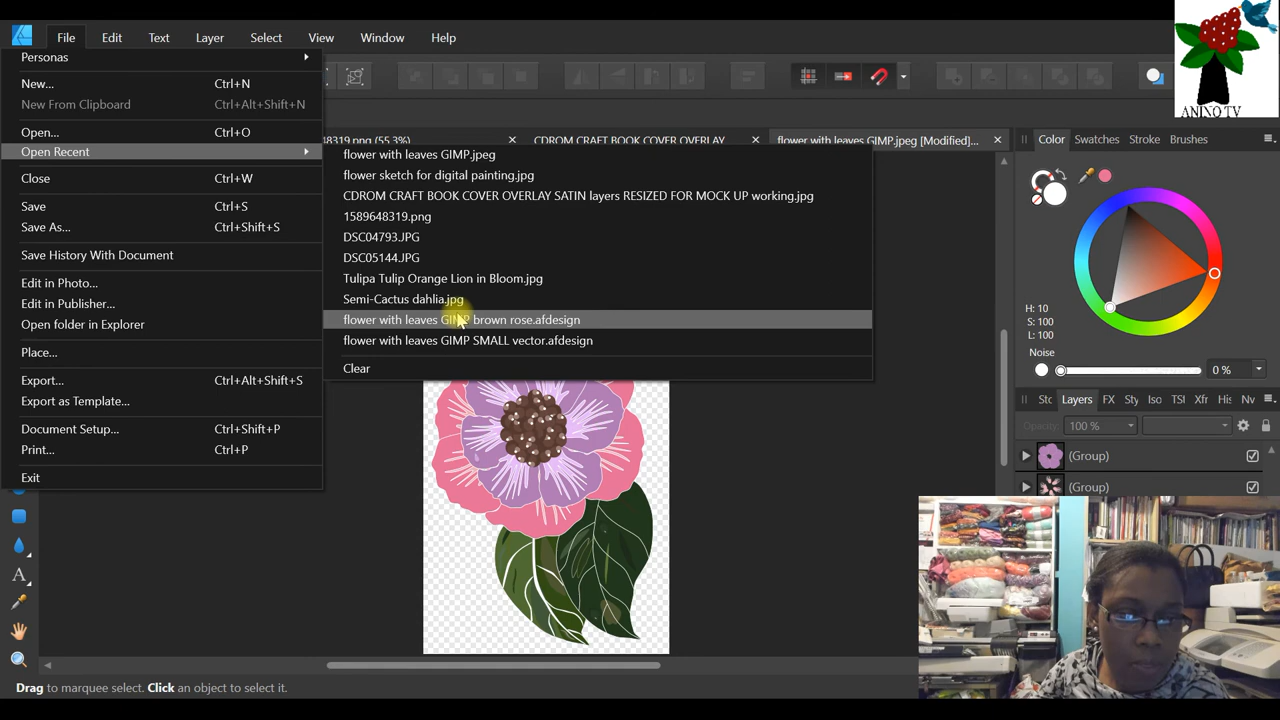 File Edit Text Layer Select View Window Help
ANINO TV
Personas
New... Ctrl+N
New From Clipboard Ctrl+Alt+Shift+N
Open... Ctrl+O
Open Recent
Close Ctrl+W
Save Ctrl+S
Save As... Ctrl+Shift+S
Save History With Document
Edit in Photo...
Edit in Publisher...
Open folder in Explorer
Place...
Export... Ctrl+Alt+Shift+S
Export as Template...
Document Setup... Ctrl+Shift+P
Print... Ctrl+P
Exit
48319.png (55.3%) CDROM CRAFT BOOK COVER OVERLAY flower with leaves GIMP.jpeg [Modified]...
flower with leaves GIMP.jpeg
flower sketch for digital painting.jpg
CDROM CRAFT BOOK COVER OVERLAY SATIN layers RESIZED FOR MOCK UP working.jpg
1589648319.png
DSC04793.JPG
DSC05144.JPG
Tulipa Tulip Orange Lion in Bloom.jpg
Semi-Cactus dahlia.jpg
flower with leaves GIMP brown rose.afdesign
flower with leaves GIMP SMALL vector.afdesign
Clear
Color Swatches Stroke Brushes
H: 10
S: 100
L: 100
Noise
0 %
Stc Layers FX Sty Iso TSI Xfr His Nv
Opacity: 100 %
(Group)
(Group)
A
Drag to marquee select. Click an object to select it.